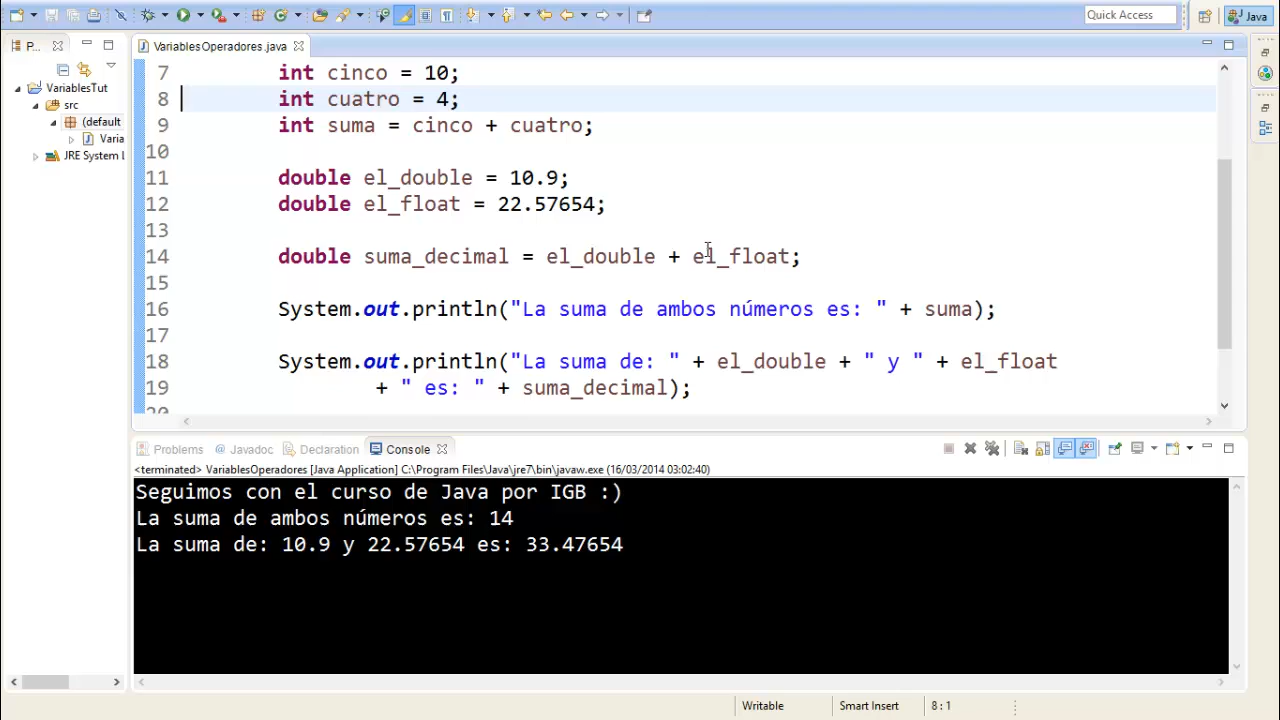 Quick Access
Java
P...
VariablesOperadores.java
VariablesTut
src
(default
Varia
JRE System L
7 int cinco = 10;
8 int cuatro = 4;
9 int suma = cinco + cuatro;
10
11 double el_double = 10.9;
12 double el_float = 22.57654;
13
14 double suma_decimal = el_double + el_float;
15
16 System.out.println("La suma de ambos números es: " + suma);
17
18 System.out.println("La suma de: " + el_double + " y " + el_float
19 + " es: " + suma_decimal);
20
Problems @ Javadoc Declaration Console
<terminated> VariablesOperadores [Java Application] C:\Program Files\Java\jre7\bin\javaw.exe (16/03/2014 03:02:40)
Seguimos con el curso de Java por IGB :)
La suma de ambos números es: 14
La suma de: 10.9 y 22.57654 es: 33.47654
Writable Smart Insert 8 : 1